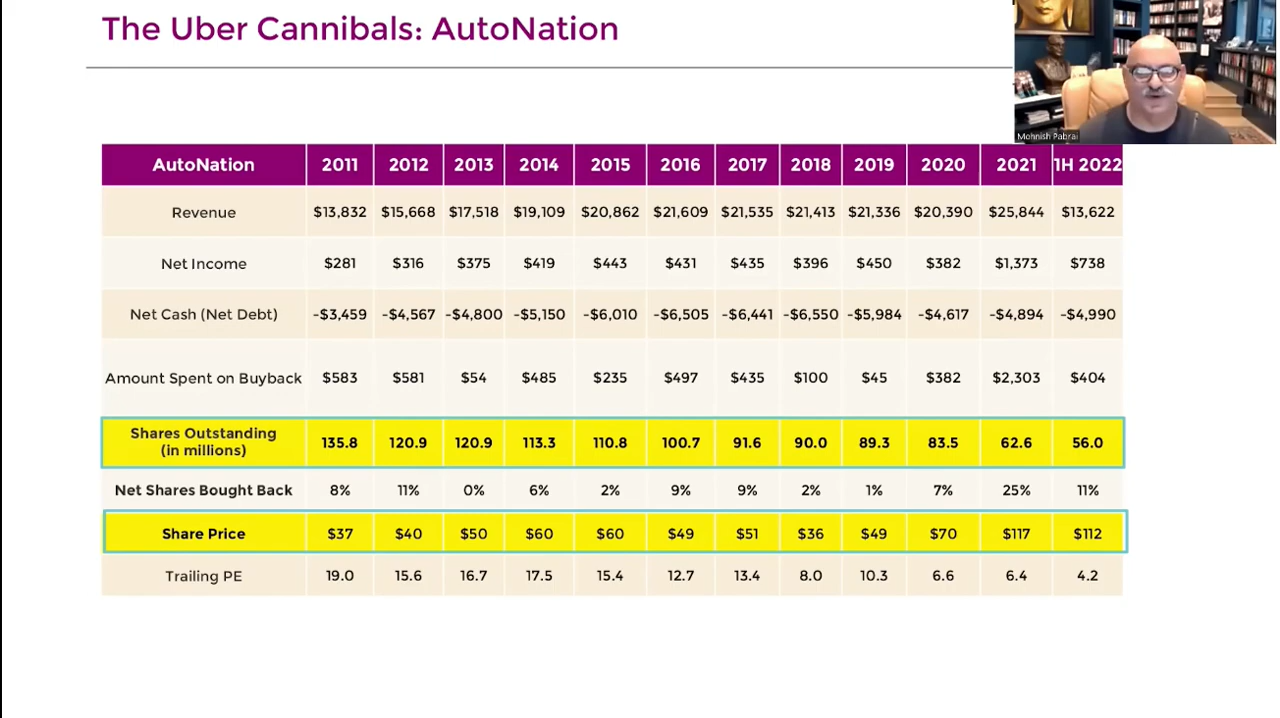 The Uber Cannibals: AutoNation
Mohnish Pabrai
AutoNation 2011 2012 2013 2014 2015 2016 2017 2018 2019 2020 2021 1H 2022
Revenue $13,832 $15,668 $17,518 $19,109 $20,862 $21,609 $21,535 $21,413 $21,336 $20,390 $25,844 $13,622
Net Income $281 $316 $375 $419 $443 $431 $435 $396 $450 $382 $1,373 $738
Net Cash (Net Debt) -$3,459 -$4,567 -$4,800 -$5,150 -$6,010 -$6,505 -$6,441 -$6,550 -$5,984 -$4,617 -$4,894 -$4,990
Amount Spent on Buyback $583 $581 $54 $485 $235 $497 $435 $100 $45 $382 $2,303 $404
Shares Outstanding
(in millions) 135.8 120.9 120.9 113.3 110.8 100.7 91.6 90.0 89.3 83.5 62.6 56.0
Net Shares Bought Back 8% 11% 0% 6% 2% 9% 9% 2% 1% 7% 25% 11%
Share Price $37 $40 $50 $60 $60 $49 $51 $36 $49 $70 $117 $112
Trailing PE 19.0 15.6 16.7 17.5 15.4 12.7 13.4 8.0 10.3 6.6 6.4 4.2